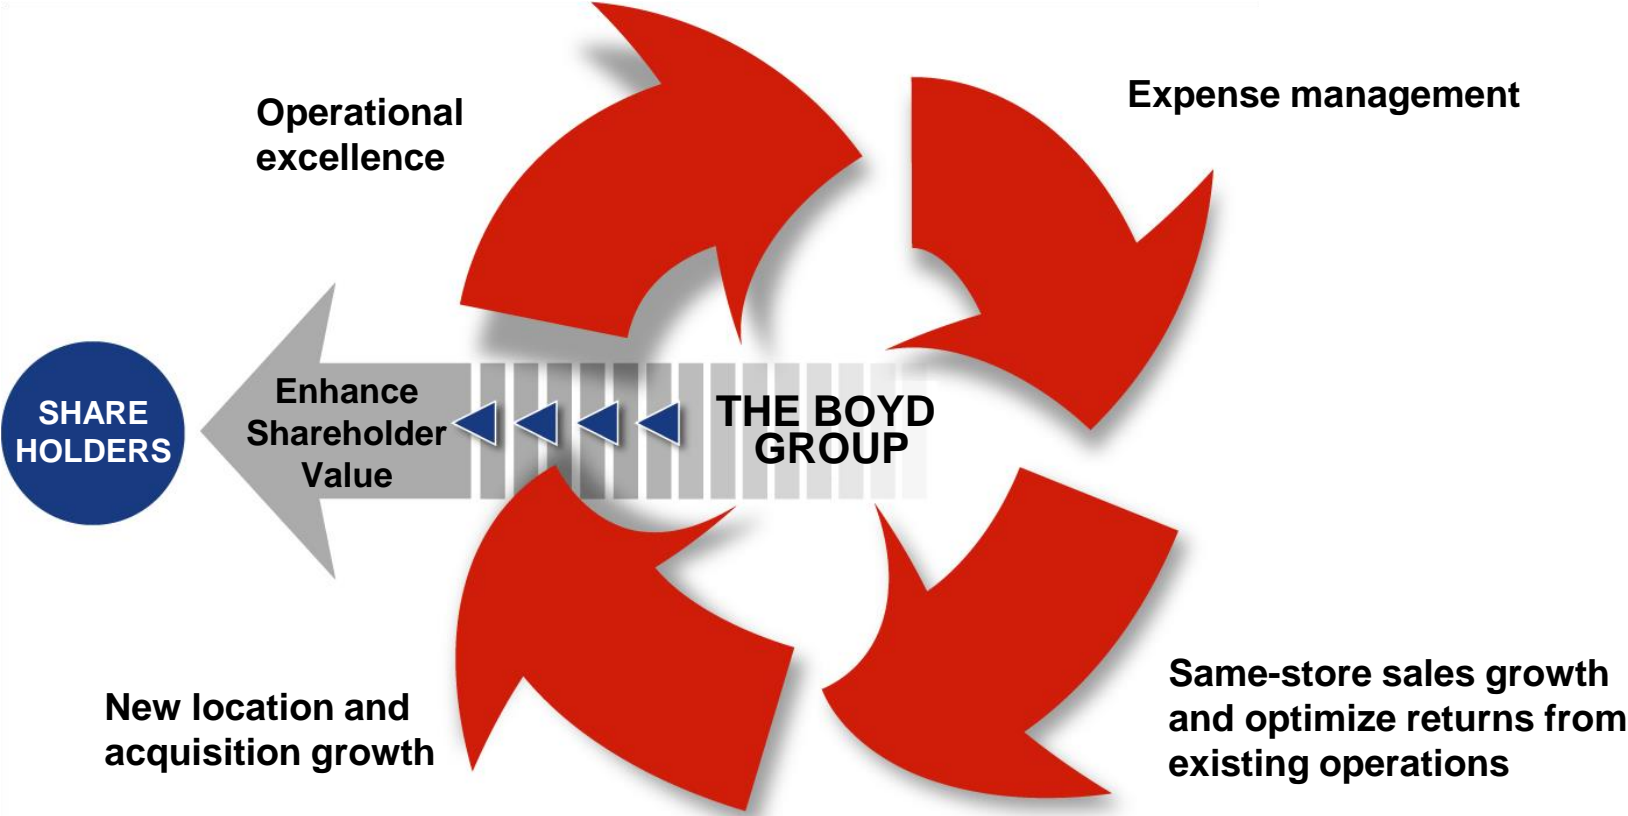 Operational
excellence
Expense management
SHARE
HOLDERS
Enhance
Shareholder
Value
THE BOYD
GROUP
New location and
acquisition growth
Same-store sales growth
and optimize returns from
existing operations